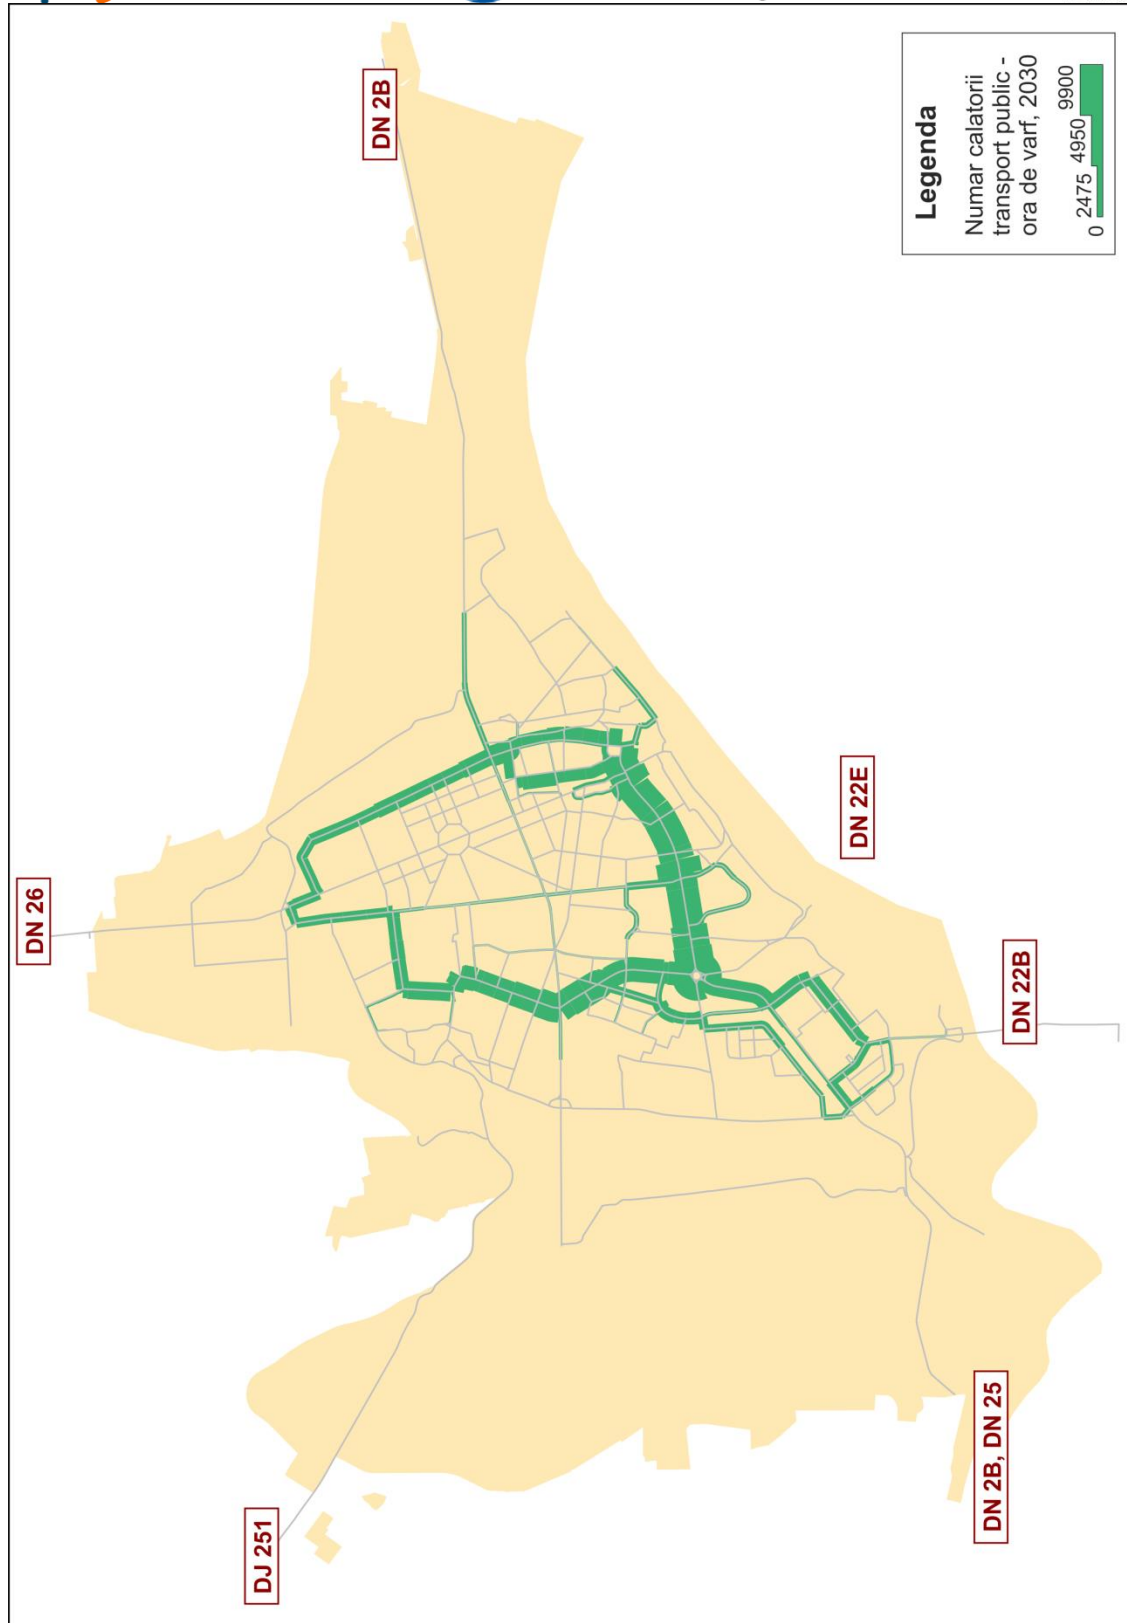 DN 2B
DN 26
DN 22E
DN 22B
DJ 251
DN 2B, DN 25
Legenda
Numar calatorii
transport public -
ora de varf, 2030
0 2475 4950 9900